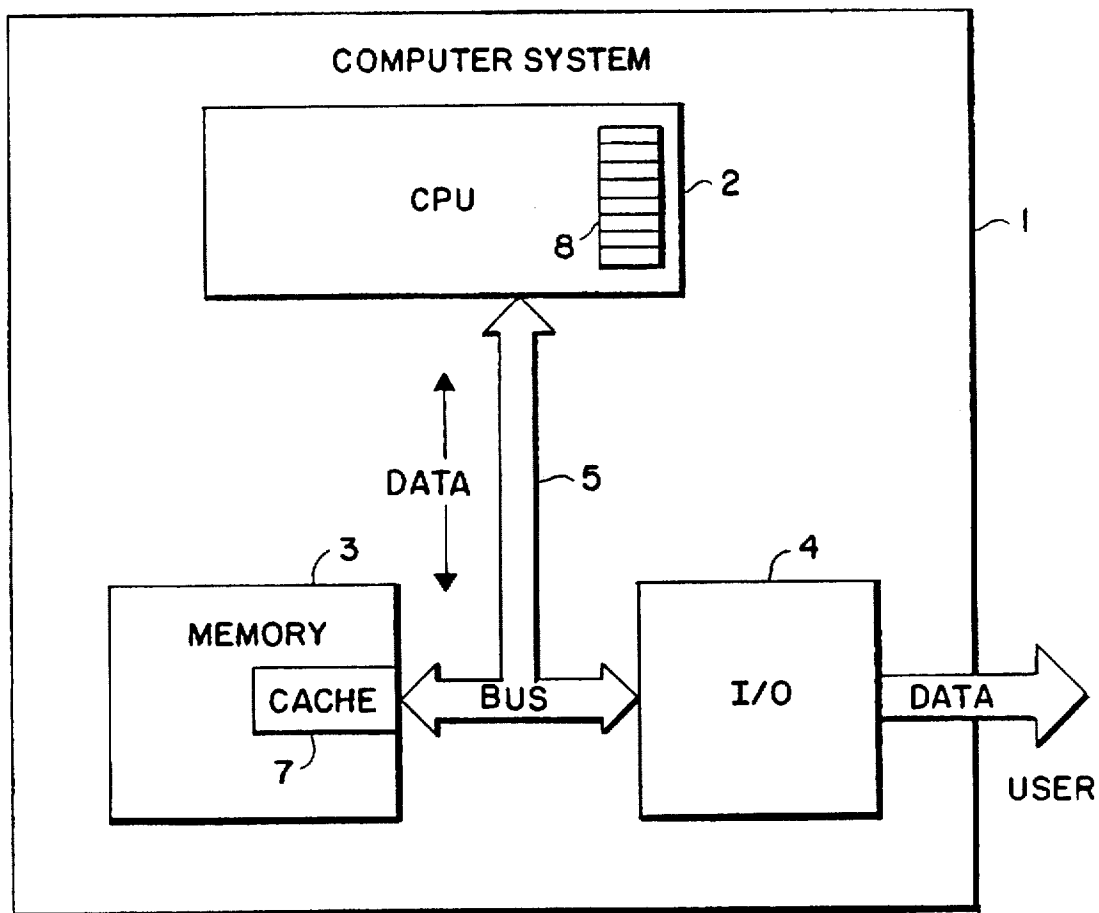 COMPUTER SYSTEM
CPU
8
2
1
DATA
5
3
MEMORY
CACHE
7
BUS
4
I/O
DATA
USER